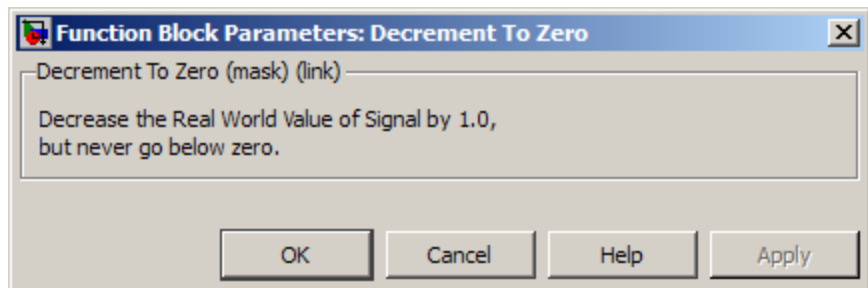 Function Block Parameters: Decrement To Zero
Decrement To Zero (mask) (link)
Decrease the Real World Value of Signal by 1.0,
but never go below zero.
OK Cancel Help Apply